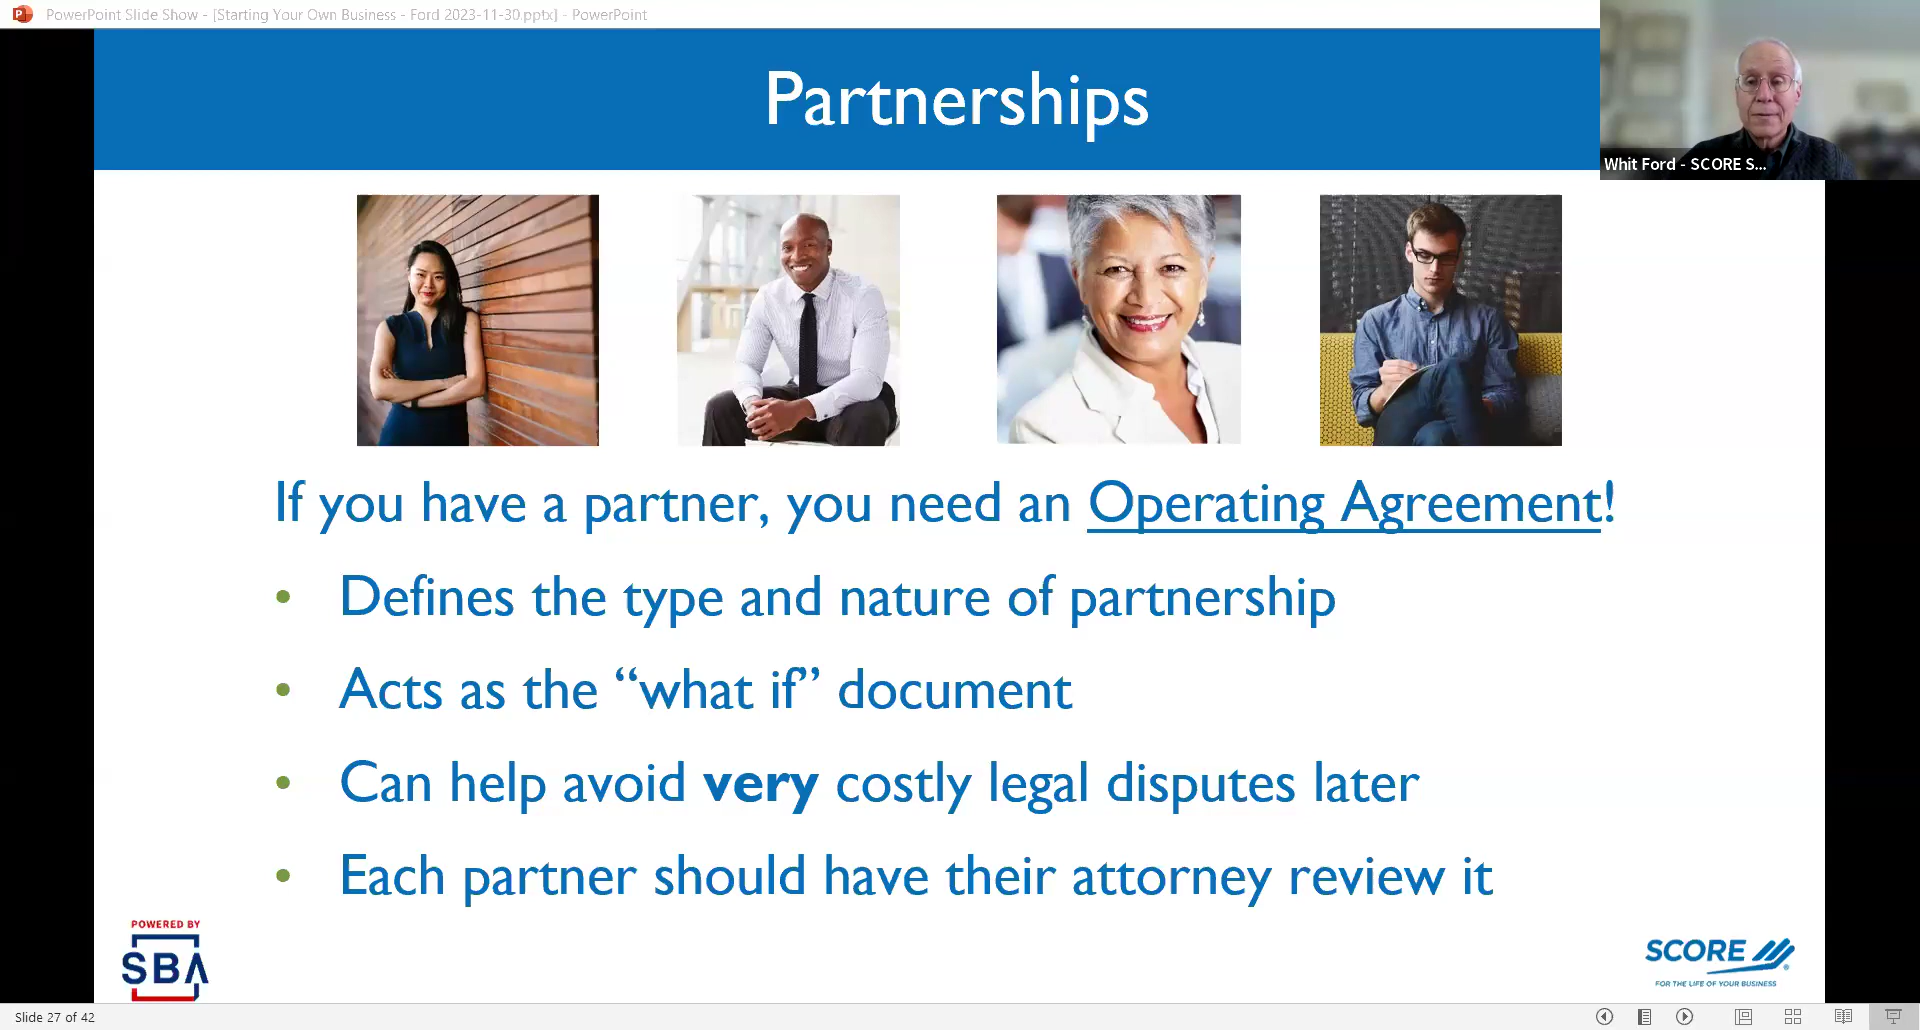 PowerPoint Slide Show - [Starting Your Own Business - Ford 2023-11-30.pptx] - PowerPoint
Partnerships
Whit Ford - SCORE S...
If you have a partner, you need an Operating Agreement!
• Defines the type and nature of partnership
• Acts as the “what if” document
• Can help avoid very costly legal disputes later
• Each partner should have their attorney review it
POWERED BY
SBA
SCORE
FOR THE LIFE OF YOUR BUSINESS
Slide 27 of 42